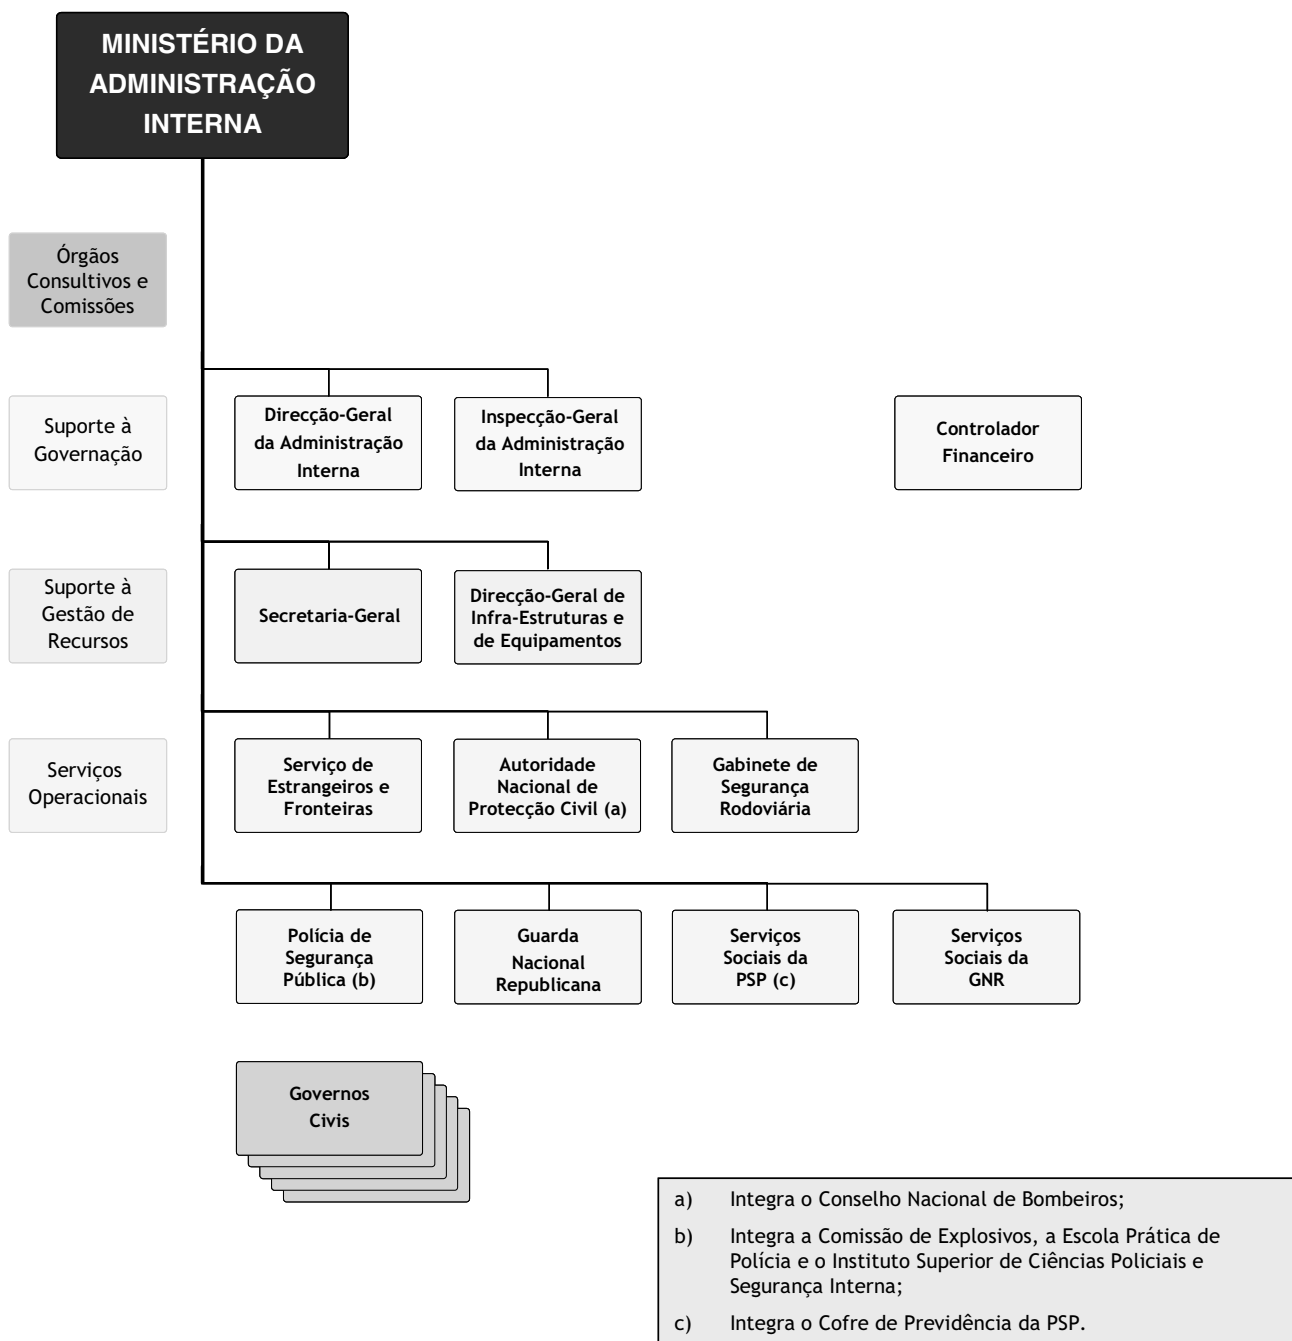 MINISTÉRIO DA
ADMINISTRAÇÃO
INTERNA
Órgãos
Consultivos e
Comissões
Suporte à
Governação
Direcção-Geral
da Administração
Interna
Inspecção-Geral
da Administração
Interna
Controlador
Financeiro
Suporte à
Gestão de
Recursos
Secretaria-Geral
Direcção-Geral de
Infra-Estruturas e
de Equipamentos
Serviços
Operacionais
Serviço de
Estrangeiros e
Fronteiras
Autoridade
Nacional de
Protecção Civil (a)
Gabinete de
Segurança
Rodoviária
Polícia de
Segurança
Pública (b)
Guarda
Nacional
Republicana
Serviços
Sociais da
PSP (c)
Serviços
Sociais da
GNR
Governos
Civis
a) Integra o Conselho Nacional de Bombeiros;
b) Integra a Comissão de Explosivos, a Escola Prática de
Polícia e o Instituto Superior de Ciências Policiais e
Segurança Interna;
c) Integra o Cofre de Previdência da PSP.